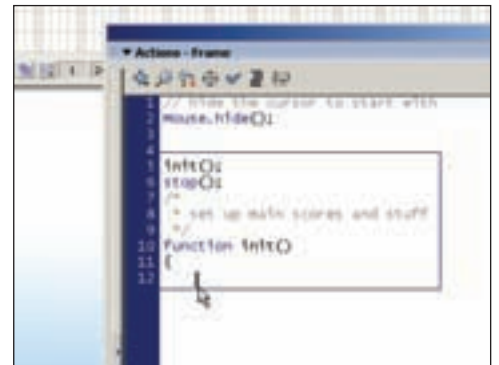 Actions - Frame
1 // hide the cursor to start with
2 Mouse.hide();
3
4
5 init();
6 stop();
7 /*
8 * set up main scores and stuff
9 */
10 function init()
11 {
12